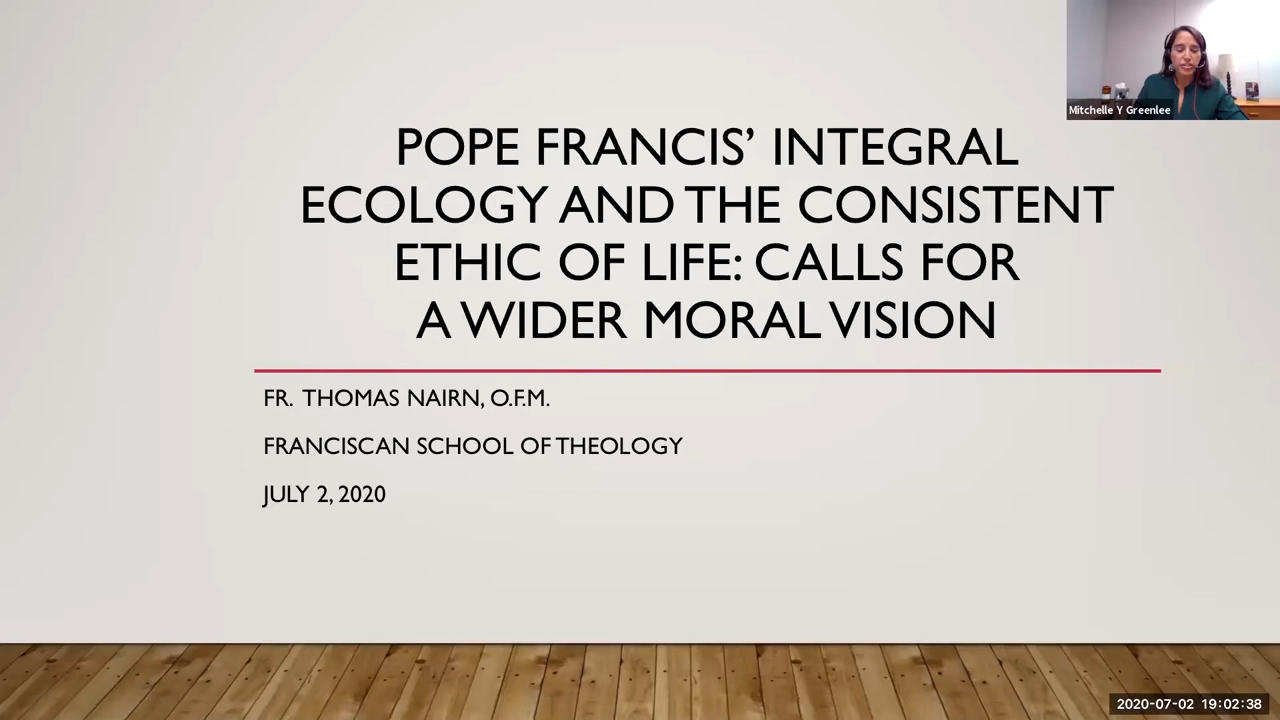 Mitchelle Y Greenlee
POPE FRANCIS’ INTEGRAL
ECOLOGY AND THE CONSISTENT
ETHIC OF LIFE: CALLS FOR
A WIDER MORAL VISION
FR. THOMAS NAIRN, O.F.M.
FRANCISCAN SCHOOL OF THEOLOGY
JULY 2, 2020
2020-07-02 19:02:38